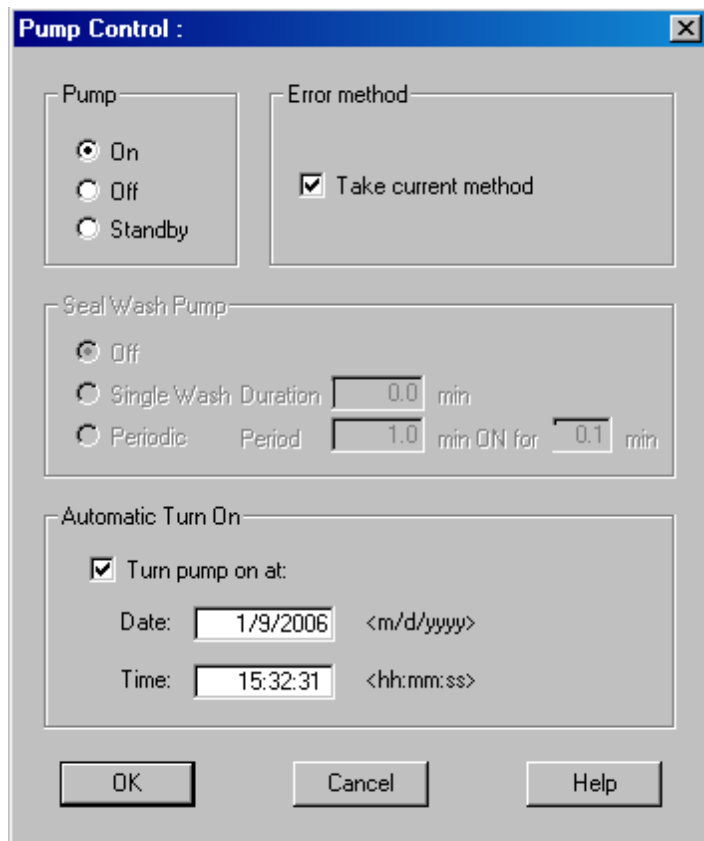 Pump Control :
Pump
Error method
On
Off
Standby
Take current method
Seal Wash Pump
Off
Single Wash Duration 0.0 min
Periodic Period 1.0 min ON for 0.1 min
Automatic Turn On
Turn pump on at:
Date: 1/9/2006 <m/d/yyyy>
Time: 15:32:31 <hh:mm:ss>
OK Cancel Help